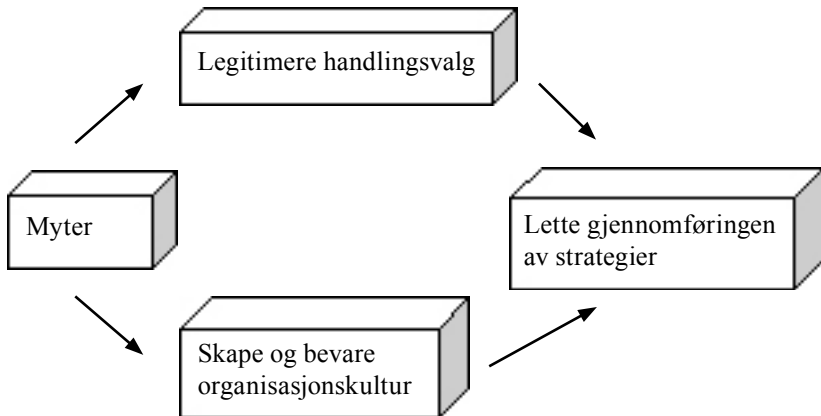 Legitimere handlingsvalg
Myter
Lette gjennomføringen
av strategier
Skape og bevare
organisasjonskultur